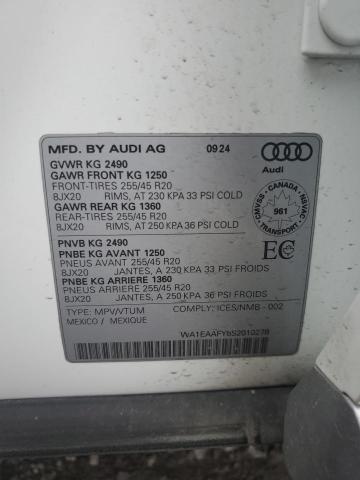 MFD. BY AUDI AG 09 24
Audi
GVWR KG 2490
GAWR FRONT KG 1250
FRONT-TIRES 255/45 R20
8JX20 RIMS, AT 230 KPA 33 PSI COLD
GAWR REAR KG 1360
REAR-TIRES 255/45 R20
8JX20 RIMS, AT 250 KPA 36 PSI COLD
CMVSS - CANADA - NSVAC
961
TRANSPORT
PNVB KG 2490
PNBE KG AVANT 1250
PNEUS AVANT 255/45 R20
8JX20 JANTES, A 230 KPA 33 PSI FROIDS
PNBE KG ARRIERE 1360
PNEUS ARRIERE 255/45 R20
8JX20 JANTES, A 250 KPA 36 PSI FROIDS
EC
TYPE: MPV/VTUM COMPLY: ICES/NMB - 002
MEXICO / MEXIQUE